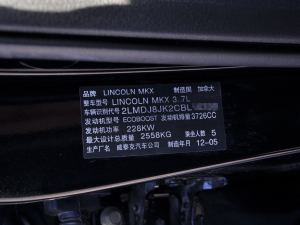 品牌 LINCOLN MKX 制造国 加拿大
整车型号 LINCOLN MKX 3.7L
车辆识别代号 2LMDJ8JK2CBL
发动机型号 ECOBOOST 发动机排量 3726CC
发动机功率 228KW
最大设计总质量 2558KG 乘坐人数 5
生产厂名 威泰克汽车公司 制造年月 12-05